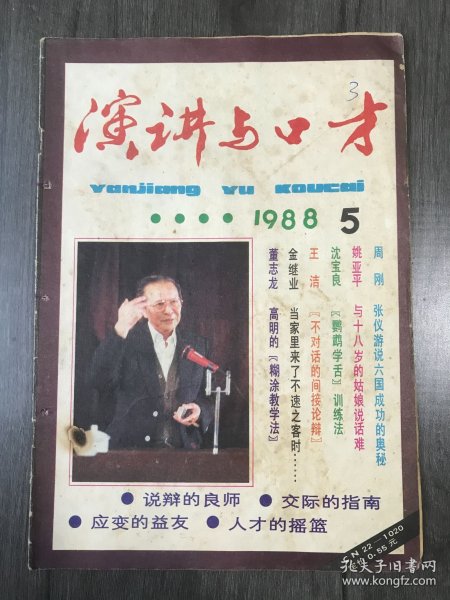 3
演讲与口才
Yanjiang yu koucai
1988 5
周刚 张仪游说六国成功的奥秘
姚亚平 与十八岁的姑娘说话难
沈宝良 『鹦鹉学舌』训练法
王洁 『不对话的间接论辩』
金继业 当家里来了不速之客时……
董志龙 高明的『糊涂教学法』
● 说辩的良师 ● 交际的指南
● 应变的益友 ● 人才的摇篮
CN 22—1020
0.55元
孔夫子旧书网
www.kongfz.com